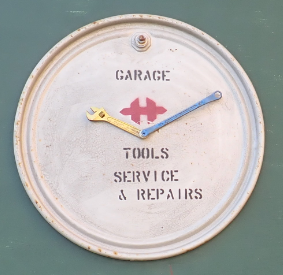 GARAGE
H
TOOLS
SERVICE
& REPAIRS